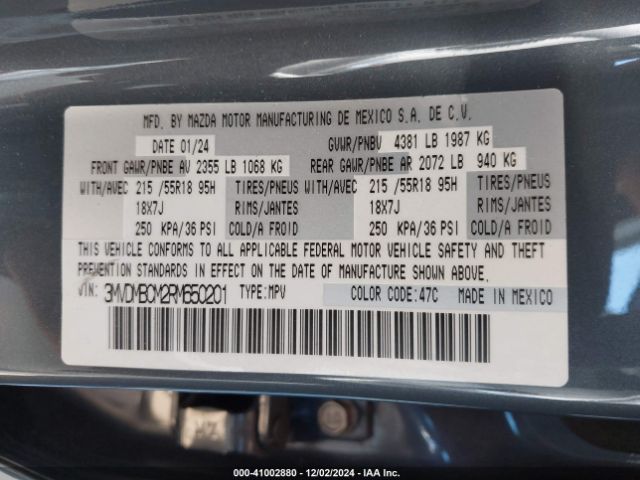 MFD. BY MAZDA MOTOR MANUFACTURING DE MEXICO S.A. DE C.V.
DATE 01/24 GVWR/PNBV 4381 LB 1987 KG
FRONT GAWR/PNBE AV 2355 LB 1068 KG REAR GAWR/PNBE AR 2072 LB 940 KG
WITH/AVEC 215 /55R18 95H TIRES/PNEUS WITH/AVEC 215 /55R18 95H TIRES/PNEUS
18X7J RIMS/JANTES 18X7J RIMS/JANTES
250 KPA/36 PSI COLD/A FROID 250 KPA/36 PSI COLD/A FROID
THIS VEHICLE CONFORMS TO ALL APPLICABLE FEDERAL MOTOR VEHICLE SAFETY AND THEFT
PREVENTION STANDARDS IN EFFECT ON THE DATE OF MANUFACTURE SHOWN ABOVE.
VIN: 3MVDMBCM2RM650201 TYPE:MPV COLOR CODE:47C MADE IN MEXICO
000-41002880 - 12/02/2024 - IAA Inc.